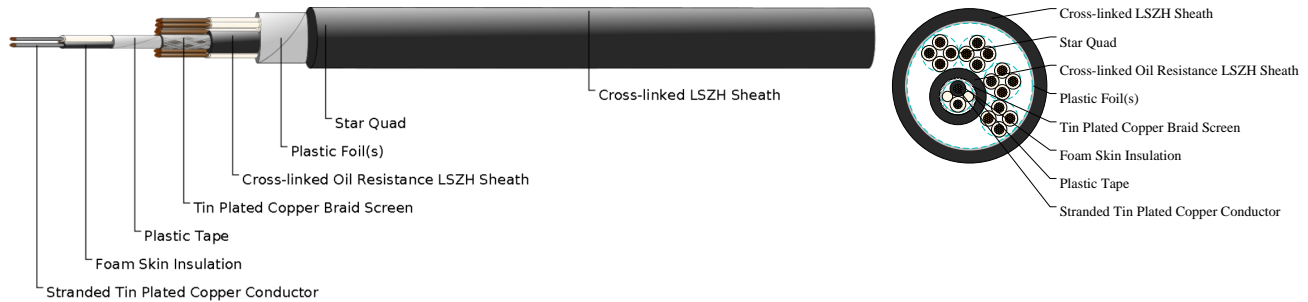 Cross-linked LSZH Sheath
Star Quad
Plastic Foil(s)
Cross-linked Oil Resistance LSZH Sheath
Tin Plated Copper Braid Screen
Plastic Tape
Foam Skin Insulation
Stranded Tin Plated Copper Conductor
Cross-linked LSZH Sheath
Star Quad
Cross-linked Oil Resistance LSZH Sheath
Plastic Foil(s)
Tin Plated Copper Braid Screen
Foam Skin Insulation
Plastic Tape
Stranded Tin Plated Copper Conductor